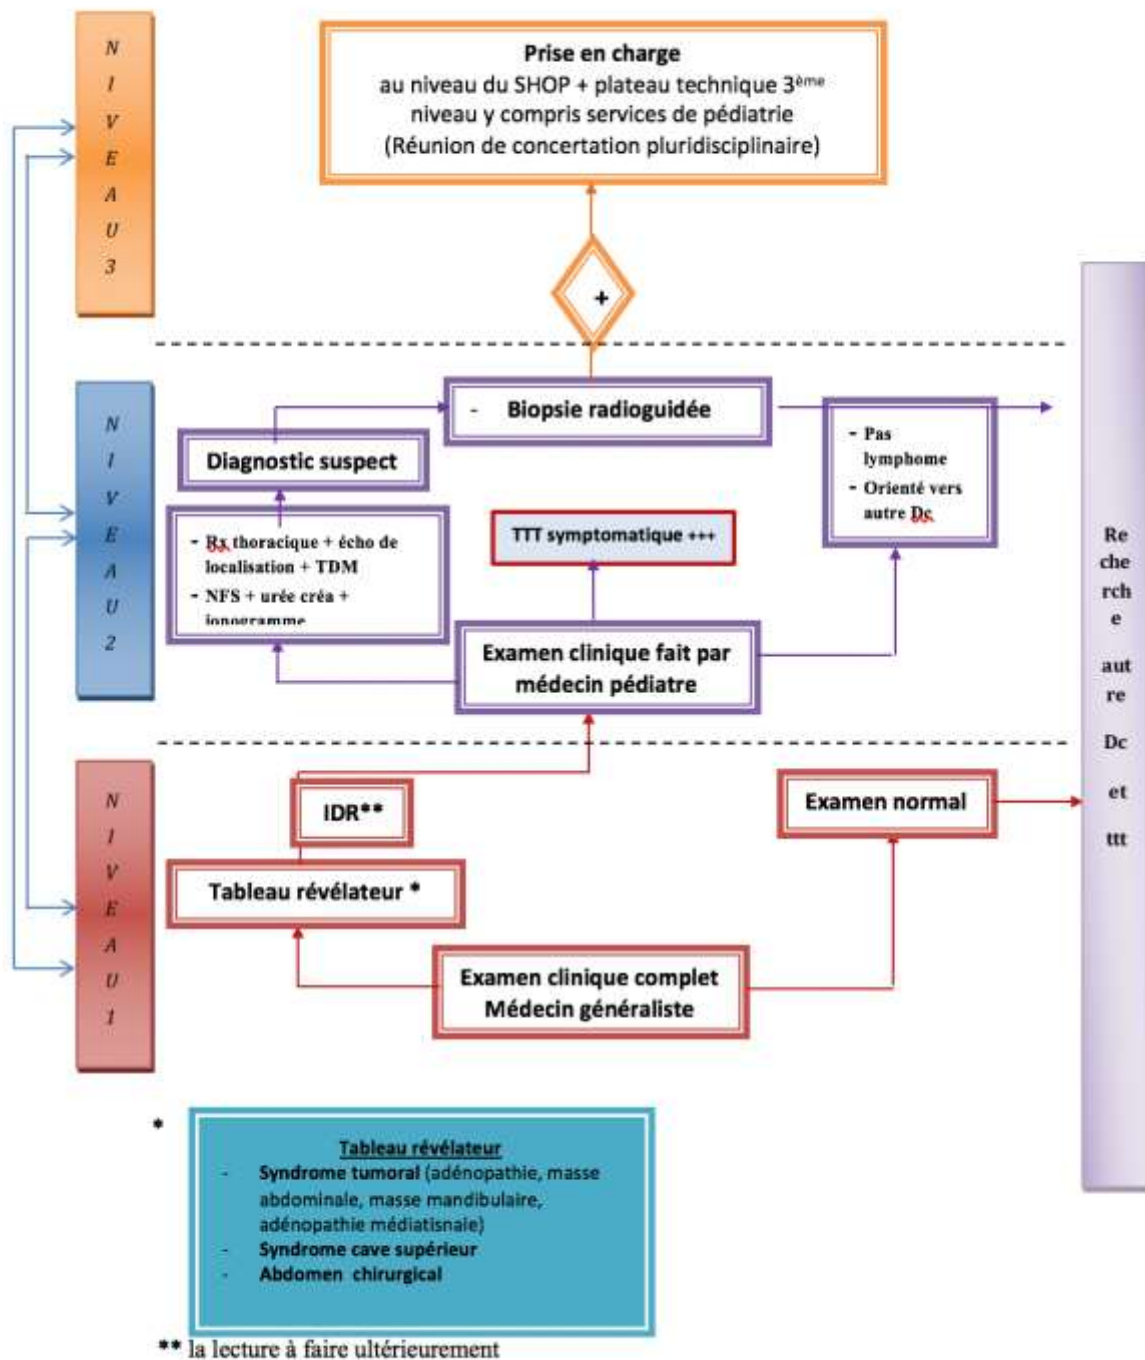 NIVEAU3
Prise en charge
au niveau du SHOP + plateau technique 3ème
niveau y compris services de pédiatrie
(Réunion de concertation pluridisciplinaire)
+
NIVEAU2
- Biopsie radioguidée
Diagnostic suspect
- Pas
lymphome
- Orienté vers
autre Dc
- Rx thoracique + écho de
localisation + TDM
- NFS + urée créa +
ionogramme
TTT symptomatique +++
Examen clinique fait par
médecin pédiatre
Re
che
rch
e
aut
re
Dc
et
ttt
NIVEAU1
IDR**
Examen normal
Tableau révélateur *
Examen clinique complet
Médecin généraliste
*
Tableau révélateur
- Syndrome tumoral (adénopathie, masse
abdominale, masse mandibulaire,
adénopathie médiatisnale)
- Syndrome cave supérieur
- Abdomen chirurgical
** la lecture à faire ultérieurement